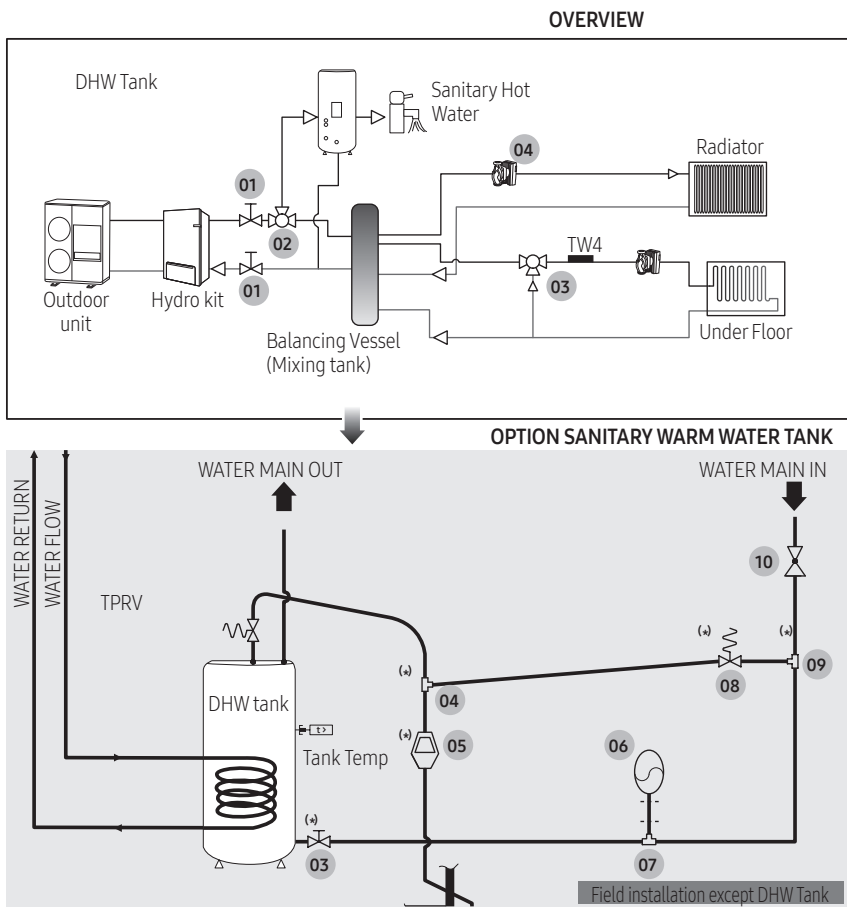 OVERVIEW
DHW Tank
Sanitary Hot
Water
04
Radiator
01
02
TW4
01
03
Outdoor
unit
Hydro kit
Balancing Vessel
(Mixing tank)
Under Floor
OPTION SANITARY WARM WATER TANK
WATER MAIN OUT
WATER MAIN IN
WATER RETURN
WATER FLOW
10
TPRV
(*)
(*)
09
(*)
08
04
DHW tank
(*)
05
06
t>
Tank Temp
(*)
03
07
Field installation except DHW Tank